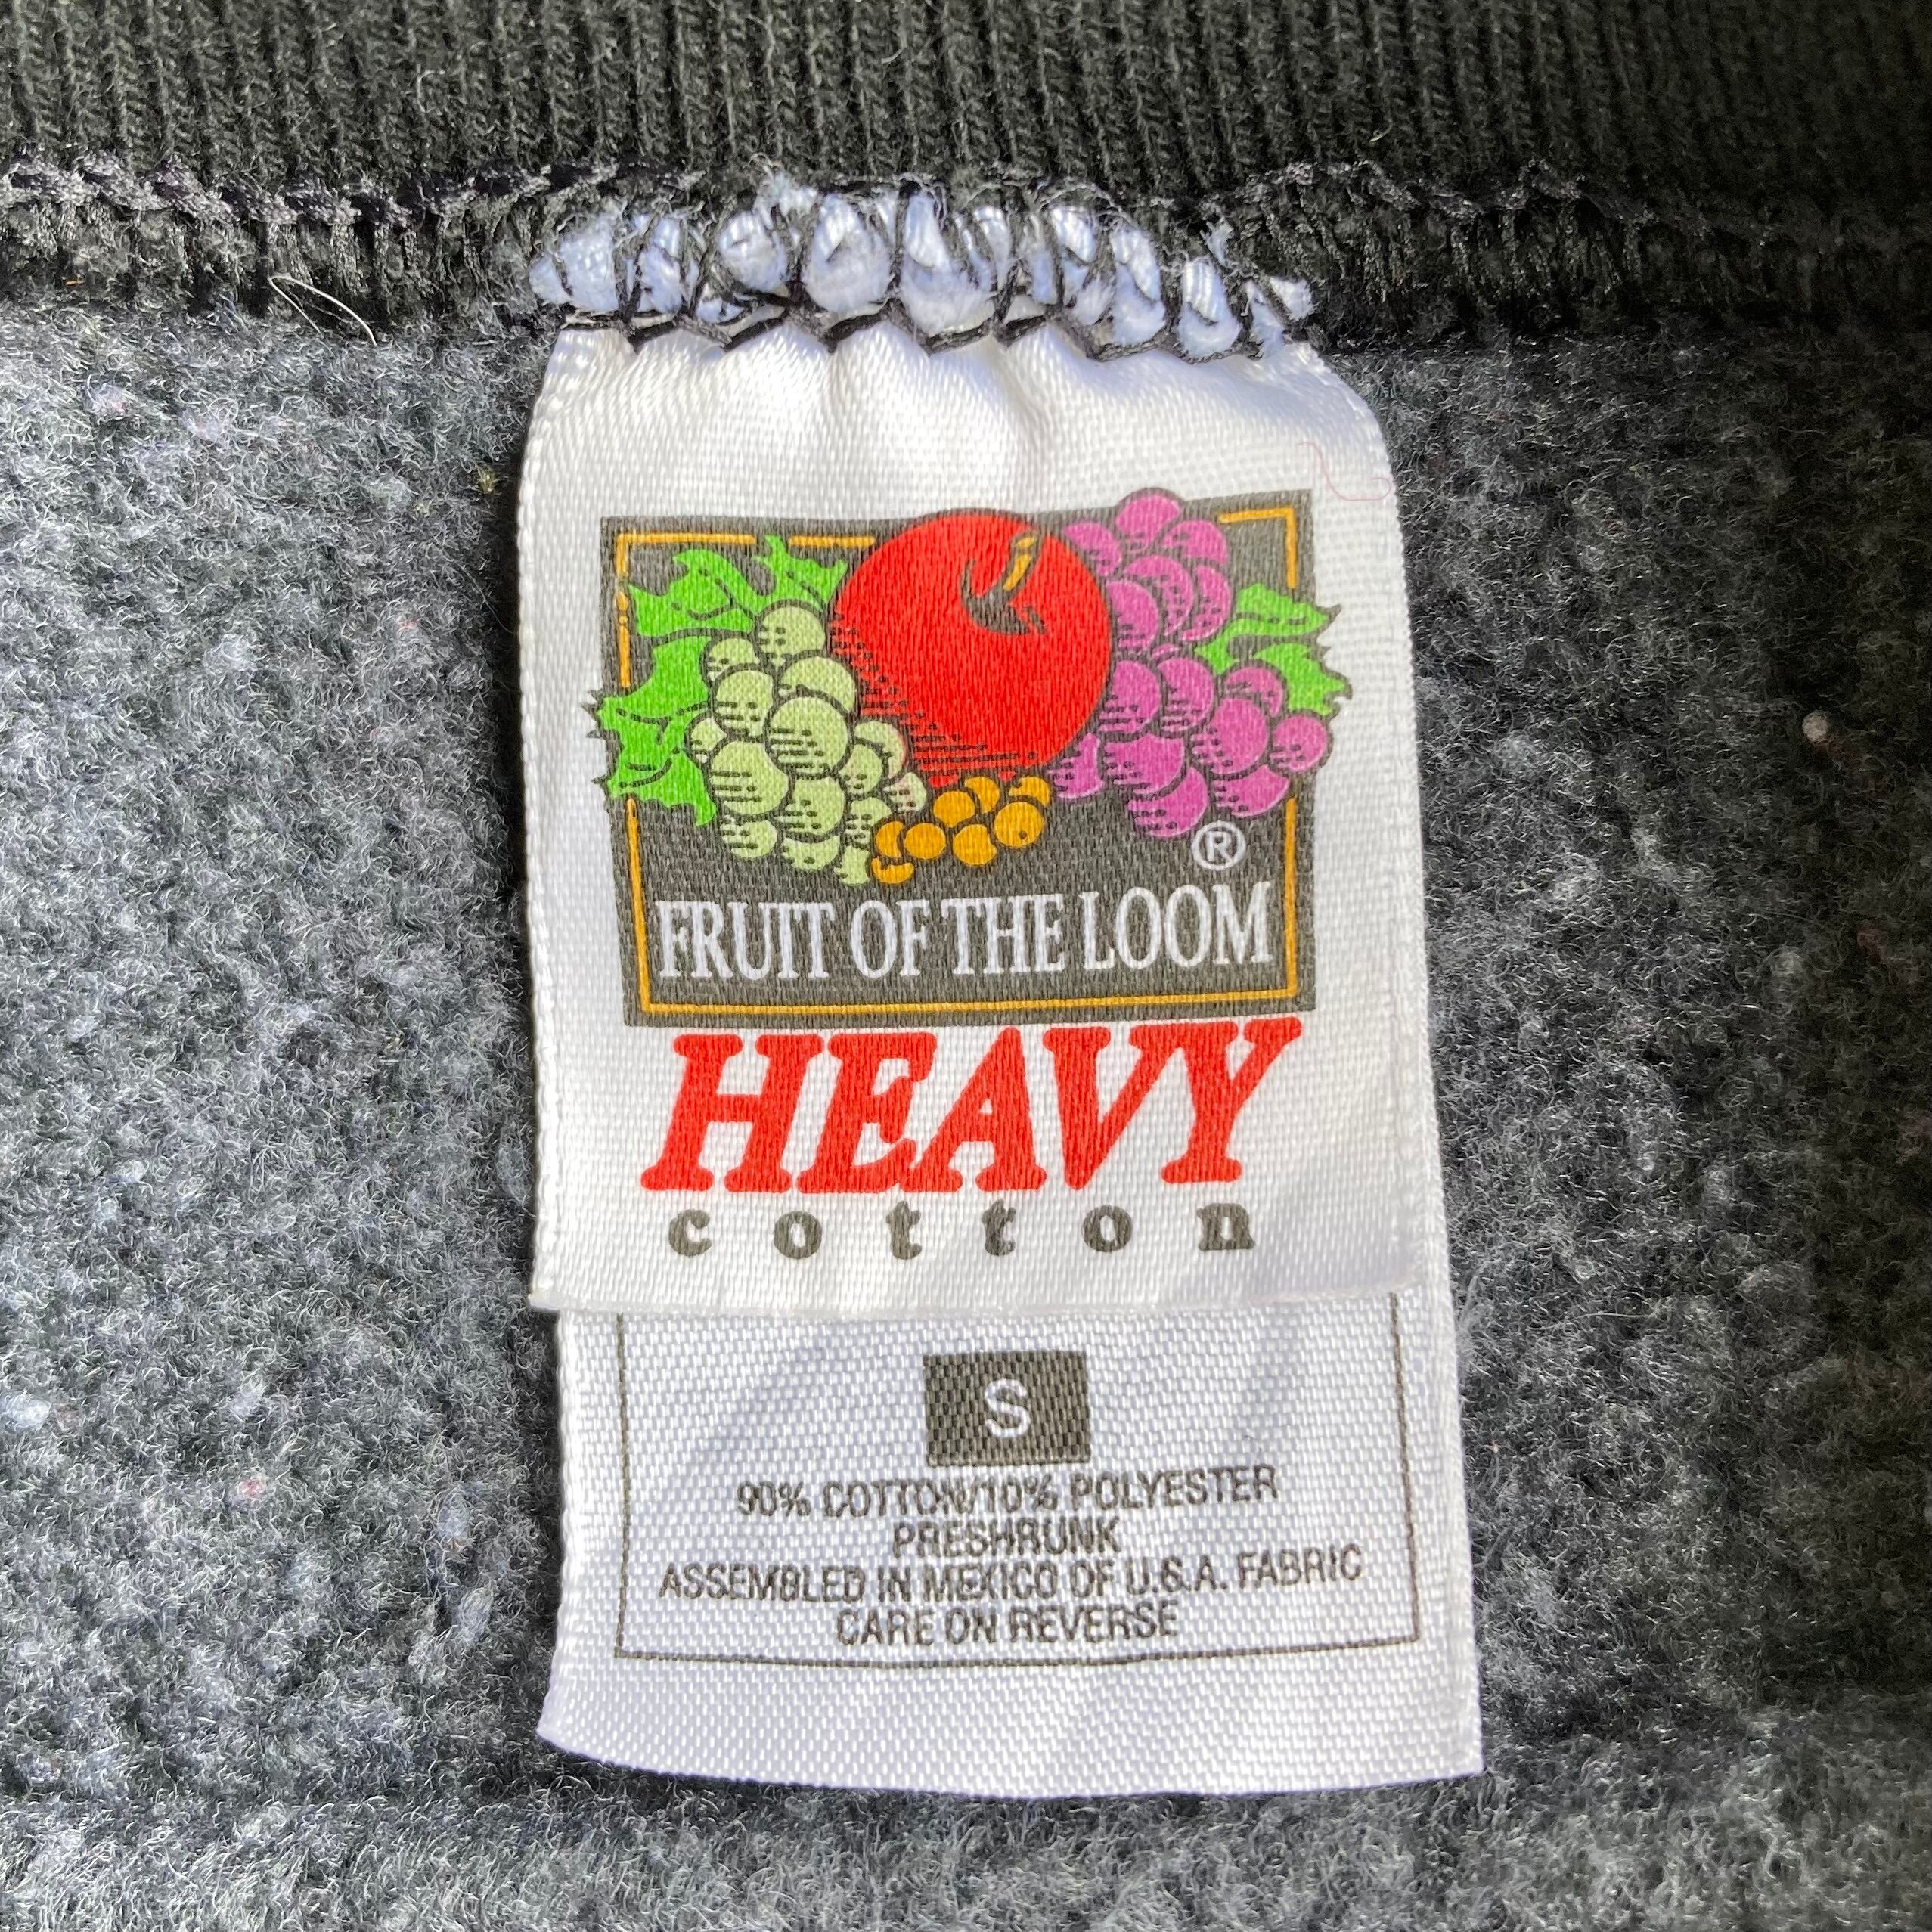 ®
FRUIT OF THE LOOM
HEAVY
cotton
S
90% COTTON/10% POLYESTER
PRESHRUNK
ASSEMBLED IN MEXICO OF U.S.A. FABRIC
CARE ON REVERSE